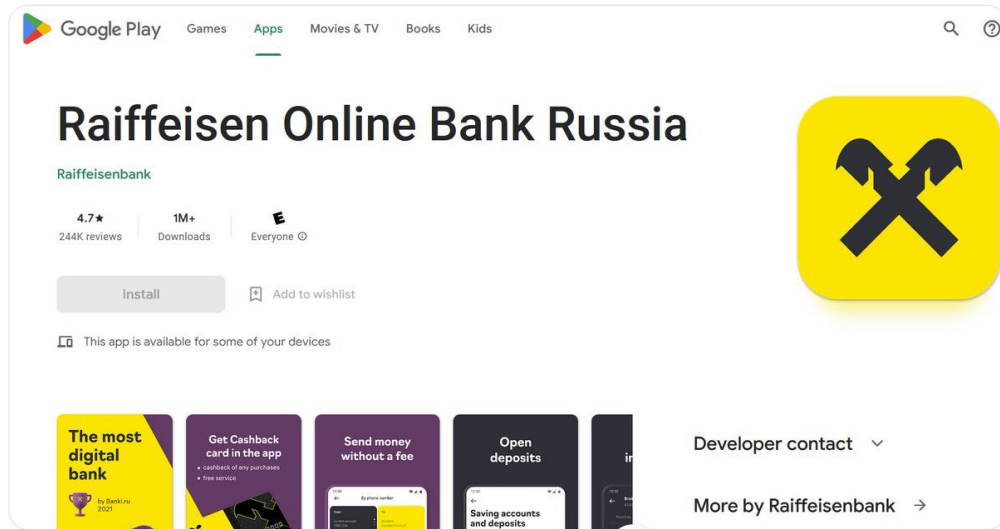 Google Play Games Apps Movies & TV Books Kids
Raiffeisen Online Bank Russia
Raiffeisenbank
4.7★ 1M+
244K reviews Downloads Everyone
Install Add to wishlist
This app is available for some of your devices
The most
digital
bank
by Banki.ru
2021
Get Cashback
card in the app
• cashback of any purchases
• free service
Send money
without a fee
By phone number
Open
deposits
Saving accounts
and deposits
Developer contact
More by Raiffeisenbank